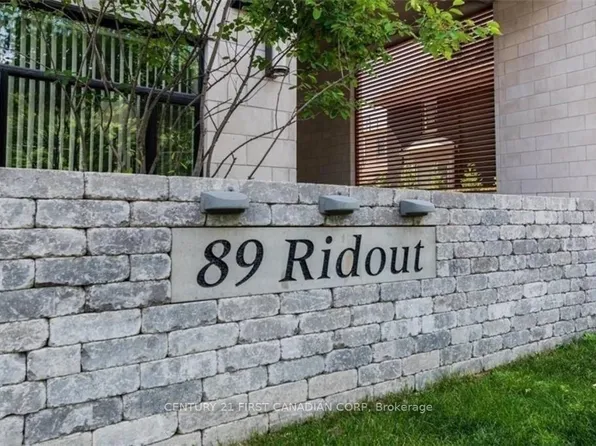 89 Ridout
CENTURY 21 FIRST CANADIAN CORP, Brokerage